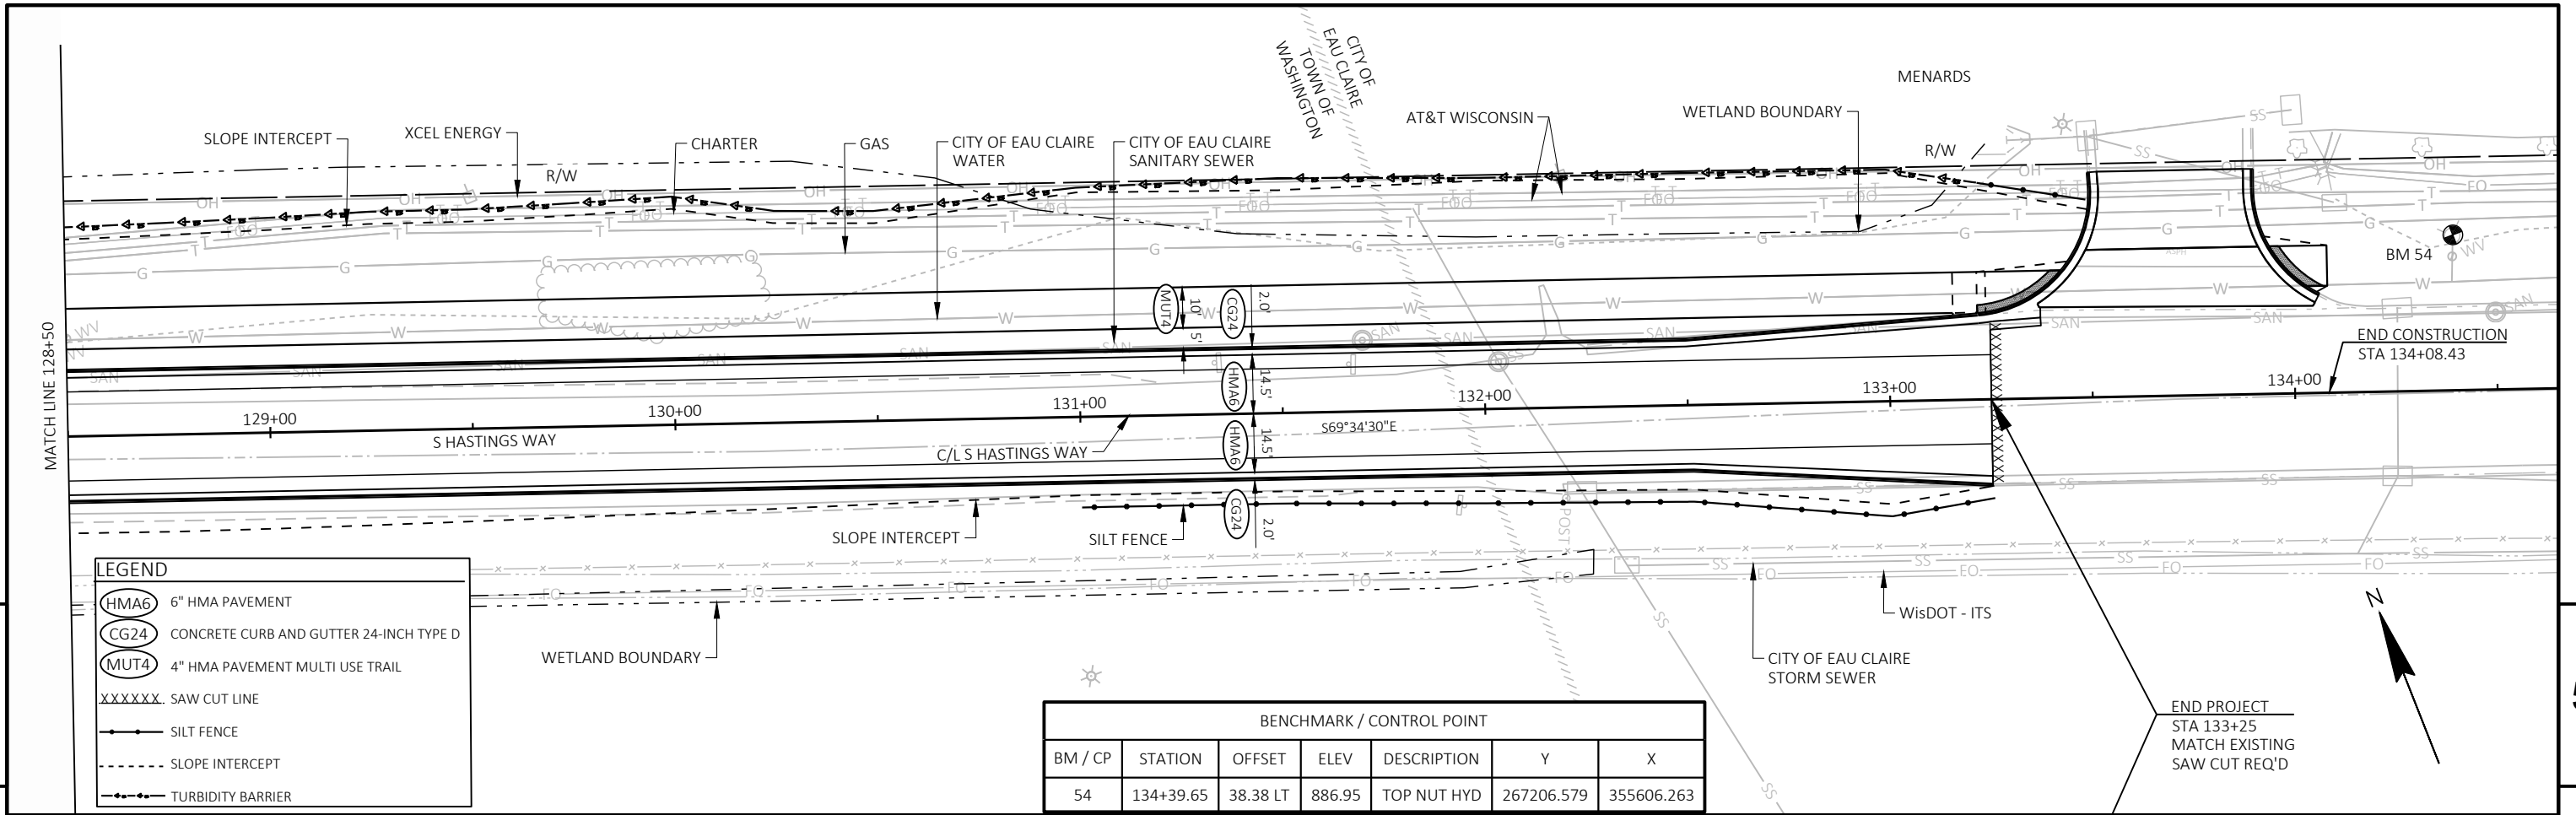 CITY OF
EAU CLAIRE
TOWN OF
WASHINGTON
MENARDS
SLOPE INTERCEPT
XCEL ENERGY
R/W
CHARTER
GAS
CITY OF EAU CLAIRE
WATER
CITY OF EAU CLAIRE
SANITARY SEWER
AT&T WISCONSIN
WETLAND BOUNDARY
R/W
BM 54
MATCH LINE 128+50
MUT4
10'
5'
CG24
2.0'
HMA6
14.5'
HMA6
14.5'
CG24
2.0'
END CONSTRUCTION
STA 134+08.43
129+00
130+00
131+00
132+00
133+00
134+00
S HASTINGS WAY
C/L S HASTINGS WAY
S69°34'30"E
SLOPE INTERCEPT
SILT FENCE
POST
WETLAND BOUNDARY
WisDOT - ITS
CITY OF EAU CLAIRE
STORM SEWER
N
END PROJECT
STA 133+25
MATCH EXISTING
SAW CUT REQ'D
LEGEND
HMA6 6" HMA PAVEMENT
CG24 CONCRETE CURB AND GUTTER 24-INCH TYPE D
MUT4 4" HMA PAVEMENT MULTI USE TRAIL
XXXXXX SAW CUT LINE
SILT FENCE
SLOPE INTERCEPT
TURBIDITY BARRIER
BENCHMARK / CONTROL POINT
BM / CP STATION OFFSET ELEV DESCRIPTION Y X
54 134+39.65 38.38 LT 886.95 TOP NUT HYD 267206.579 355606.263